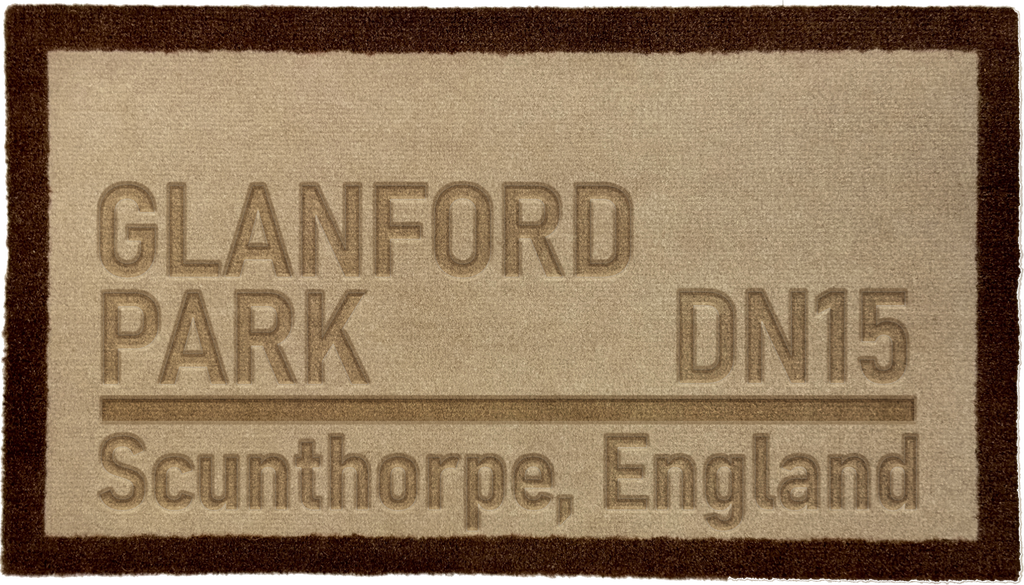 GLANFORD
PARK DN15
Scunthorpe, England